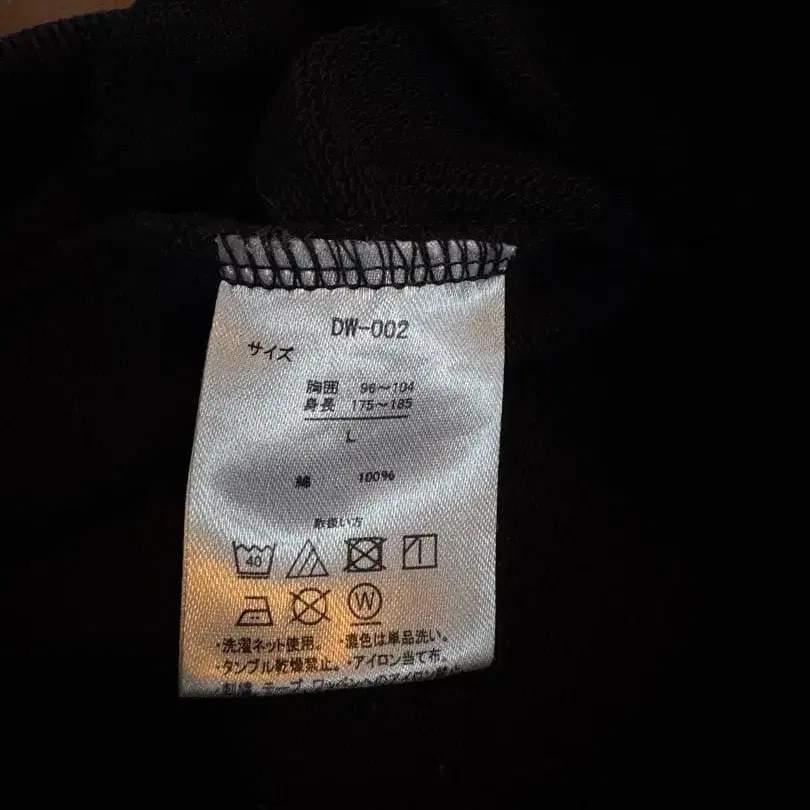 DW-002
サイズ
胸囲 96〜104
身長 175〜185
L
綿 100%
取扱い方
40
W
・洗濯ネット使用。・濃色は単品洗い。
・タンブル乾燥禁止。・アイロン当て布